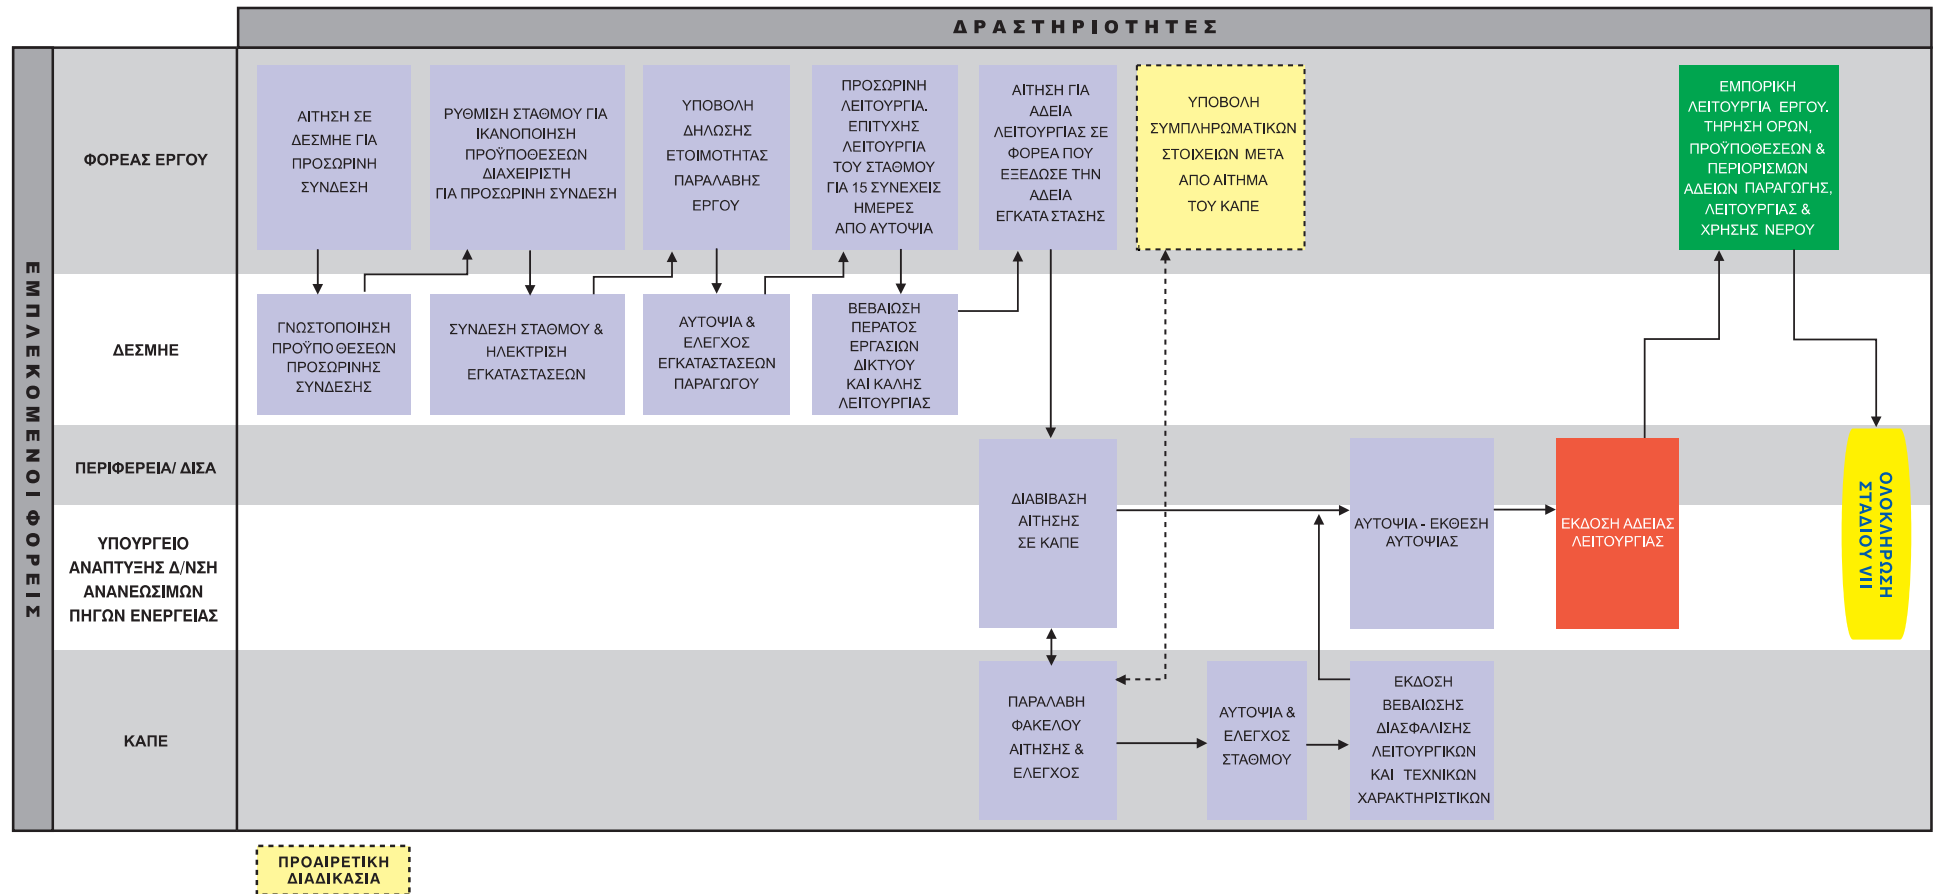 ΔΡΑΣΤΗΡΙΟΤΗΤΕΣ
ΕΜΠΛΕΚΟΜΕΝΟΙ ΦΟΡΕΙΣ
ΦΟΡΕΑΣ ΕΡΓΟΥ
ΑΙΤΗΣΗ ΣΕ
ΔΕΣΜΗΕ ΓΙΑ
ΠΡΟΣΩΡΙΝΗ
ΣΥΝΔΕΣΗ
ΡΥΘΜΙΣΗ ΣΤΑΘΜΟΥ ΓΙΑ
ΙΚΑΝΟΠΟΙΗΣΗ
ΠΡΟΫΠΟΘΕΣΕΩΝ
ΔΙΑΧΕΙΡΙΣΤΗ
ΓΙΑ ΠΡΟΣΩΡΙΝΗ ΣΥΝΔΕΣΗ
ΥΠΟΒΟΛΗ
ΔΗΛΩΣΗΣ
ΕΤΟΙΜΟΤΗΤΑΣ
ΠΑΡΑΛΑΒΗΣ
ΕΡΓΟΥ
ΠΡΟΣΩΡΙΝΗ
ΛΕΙΤΟΥΡΓΙΑ.
ΕΠΙΤΥΧΗΣ
ΛΕΙΤΟΥΡΓΙΑ
ΤΟΥ ΣΤΑΘΜΟΥ
ΓΙΑ 15 ΣΥΝΕΧΕΙΣ
ΗΜΕΡΕΣ
ΑΠΟ ΑΥΤΟΨΙΑ
ΑΙΤΗΣΗ ΓΙΑ
ΑΔΕΙΑ
ΛΕΙΤΟΥΡΓΙΑΣ ΣΕ
ΦΟΡΕΑ ΠΟΥ
ΕΞΕΔΩΣΕ ΤΗΝ
ΑΔΕΙΑ
ΕΓΚΑΤΑ ΣΤΑΣΗΣ
ΥΠΟΒΟΛΗ
ΣΥΜΠΛΗΡΩΜΑΤΙΚΩΝ
ΣΤΟΙΧΕΙΩΝ ΜΕΤΑ
ΑΠΟ ΑΙΤΗΜΑ
ΤΟΥ ΚΑΠΕ
ΕΜΠΟΡΙΚΗ
ΛΕΙΤΟΥΡΓΙΑ ΕΡΓΟΥ.
ΤΗΡΗΣΗ ΟΡΩΝ,
ΠΡΟΫΠΟΘΕΣΕΩΝ &
ΠΕΡΙΟΡΙΣΜΩΝ
ΑΔΕΙΩΝ ΠΑΡΑΓΩΓΗΣ,
ΛΕΙΤΟΥΡΓΙΑΣ &
ΧΡΗΣΗΣ ΝΕΡΟΥ
ΔΕΣΜΗΕ
ΓΝΩΣΤΟΠΟΙΗΣΗ
ΠΡΟΫΠΟ ΘΕΣΕΩΝ
ΠΡΟΣΩΡΙΝΗΣ
ΣΥΝΔΕΣΗΣ
ΣΥΝΔΕΣΗ ΣΤΑΘΜΟΥ &
ΗΛΕΚΤΡΙΣΗ
ΕΓΚΑΤΑΣΤΑΣΕΩΝ
ΑΥΤΟΨΙΑ &
ΕΛΕΓΧΟΣ
ΕΓΚΑΤΑΣΤΑΣΕΩΝ
ΠΑΡΑΓΩΓΟΥ
ΒΕΒΑΙΩΣΗ
ΠΕΡΑΤΟΣ
ΕΡΓΑΣΙΩΝ
ΔΙΚΤΥΟΥ
ΚΑΙ ΚΑΛΗΣ
ΛΕΙΤΟΥΡΓΙΑΣ
ΠΕΡΙΦΕΡΕΙΑ/ ΔΙΣΑ
ΥΠΟΥΡΓΕΙΟ
ΑΝΑΠΤΥΞΗΣ Δ/ΝΣΗ
ΑΝΑΝΕΩΣΙΜΩΝ
ΠΗΓΩΝ ΕΝΕΡΓΕΙΑΣ
ΔΙΑΒΙΒΑΣΗ
ΑΙΤΗΣΗΣ
ΣΕ ΚΑΠΕ
ΑΥΤΟΨΙΑ - ΕΚΘΕΣΗ
ΑΥΤΟΨΙΑΣ
ΕΚΔΟΣΗ ΑΔΕΙΑΣ
ΛΕΙΤΟΥΡΓΙΑΣ
ΟΛΟΚΛΗΡΩΣΗ
ΣΤΑΔΙΟΥ VII
ΚΑΠΕ
ΠΑΡΑΛΑΒΗ
ΦΑΚΕΛΟΥ
ΑΙΤΗΣΗΣ &
ΕΛΕΓΧΟΣ
ΑΥΤΟΨΙΑ &
ΕΛΕΓΧΟΣ
ΣΤΑΘΜΟΥ
ΕΚΔΟΣΗ
ΒΕΒΑΙΩΣΗΣ
ΔΙΑΣΦΑΛΙΣΗΣ
ΛΕΙΤΟΥΡΓΙΚΩΝ
ΚΑΙ ΤΕΧΝΙΚΩΝ
ΧΑΡΑΚΤΗΡΙΣΤΙΚΩΝ
ΠΡΟΑΙΡΕΤΙΚΗ
ΔΙΑΔΙΚΑΣΙΑ